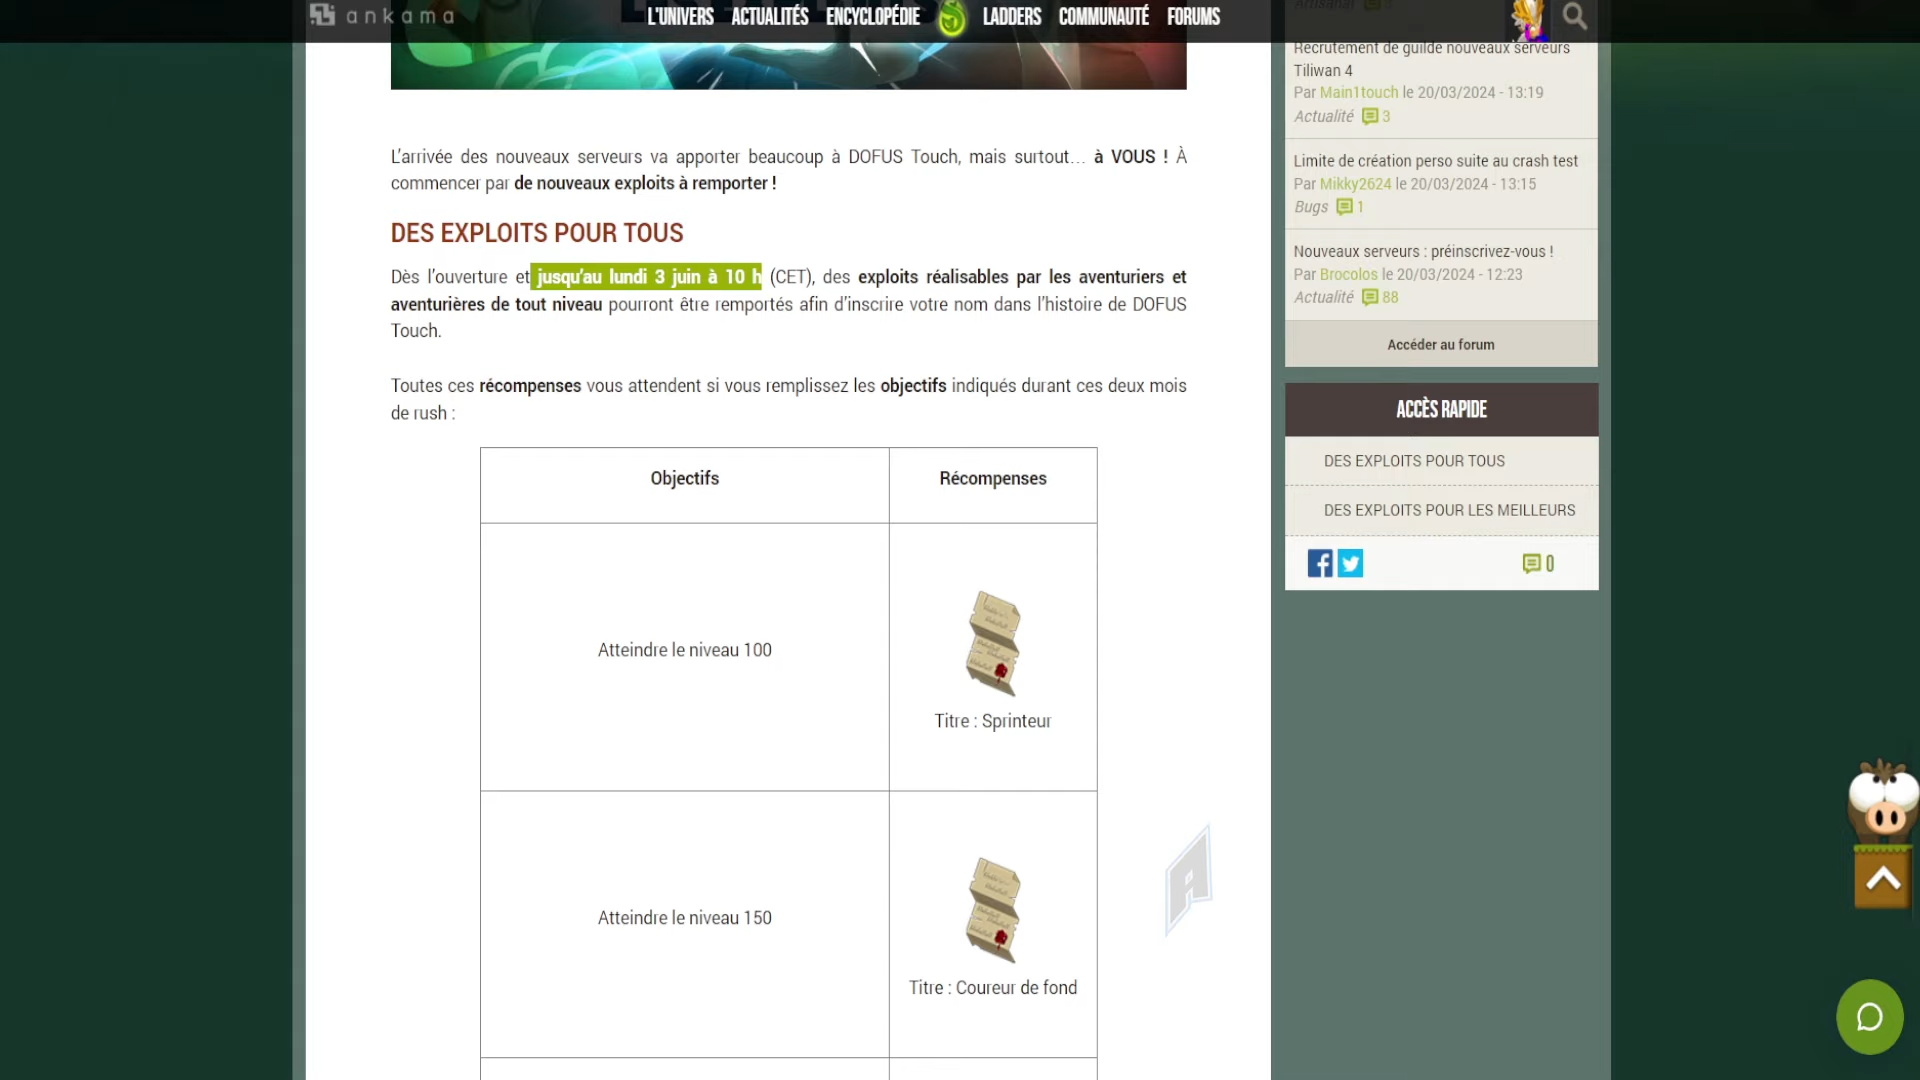 ankama
L'UNIVERS
ACTUALITÉS
ENCYCLOPÉDIE
LADDERS
COMMUNAUTÉ
FORUMS
L'arrivée des nouveaux serveurs va apporter beaucoup à DOFUS Touch, mais surtout… à VOUS ! À
commencer par de nouveaux exploits à remporter !
DES EXPLOITS POUR TOUS
Dès l'ouverture et jusqu'au lundi 3 juin à 10 h (CET), des exploits réalisables par les aventuriers et
aventurières de tout niveau pourront être remportés afin d'inscrire votre nom dans l'histoire de DOFUS
Touch.
Toutes ces récompenses vous attendent si vous remplissez les objectifs indiqués durant ces deux mois
de rush :
Objectifs
Récompenses
Atteindre le niveau 100
Titre : Sprinteur
Atteindre le niveau 150
Titre : Coureur de fond
Artisanat
8
Recrutement de guilde nouveaux serveurs
Tiliwan 4
Par Main1touch le 20/03/2024 - 13:19
Actualité 3
Limite de création perso suite au crash test
Par Mikky2624 le 20/03/2024 - 13:15
Bugs 1
Nouveaux serveurs : préinscrivez-vous !
Par Brocolos le 20/03/2024 - 12:23
Actualité 88
Accéder au forum
ACCÈS RAPIDE
DES EXPLOITS POUR TOUS
DES EXPLOITS POUR LES MEILLEURS
0